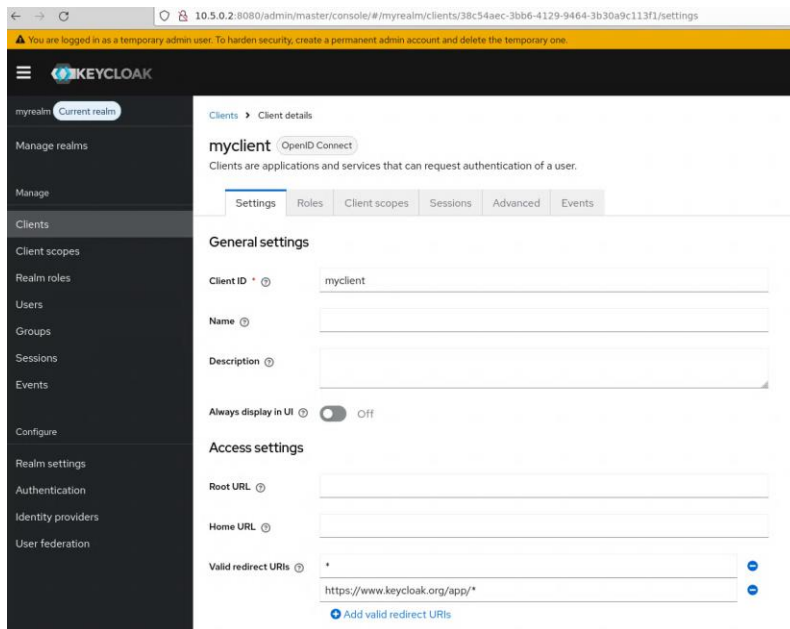 10.5.0.2:8080/admin/master/console/#/myrealm/clients/38c54aec-3bb6-4129-9464-3b30a9c113f1/settings
You are logged in as a temporary admin user. To harden security, create a permanent admin account and delete the temporary one.
KEYCLOAK
myrealm Current realm
Manage realms
Manage
Clients
Client scopes
Realm roles
Users
Groups
Sessions
Events
Configure
Realm settings
Authentication
Identity providers
User federation
Clients > Client details
myclient OpenID Connect
Clients are applications and services that can request authentication of a user.
Settings Roles Client scopes Sessions Advanced Events
General settings
Client ID * myclient
Name
Description
Always display in UI Off
Access settings
Root URL
Home URL
Valid redirect URIs *
https://www.keycloak.org/app/*
Add valid redirect URIs